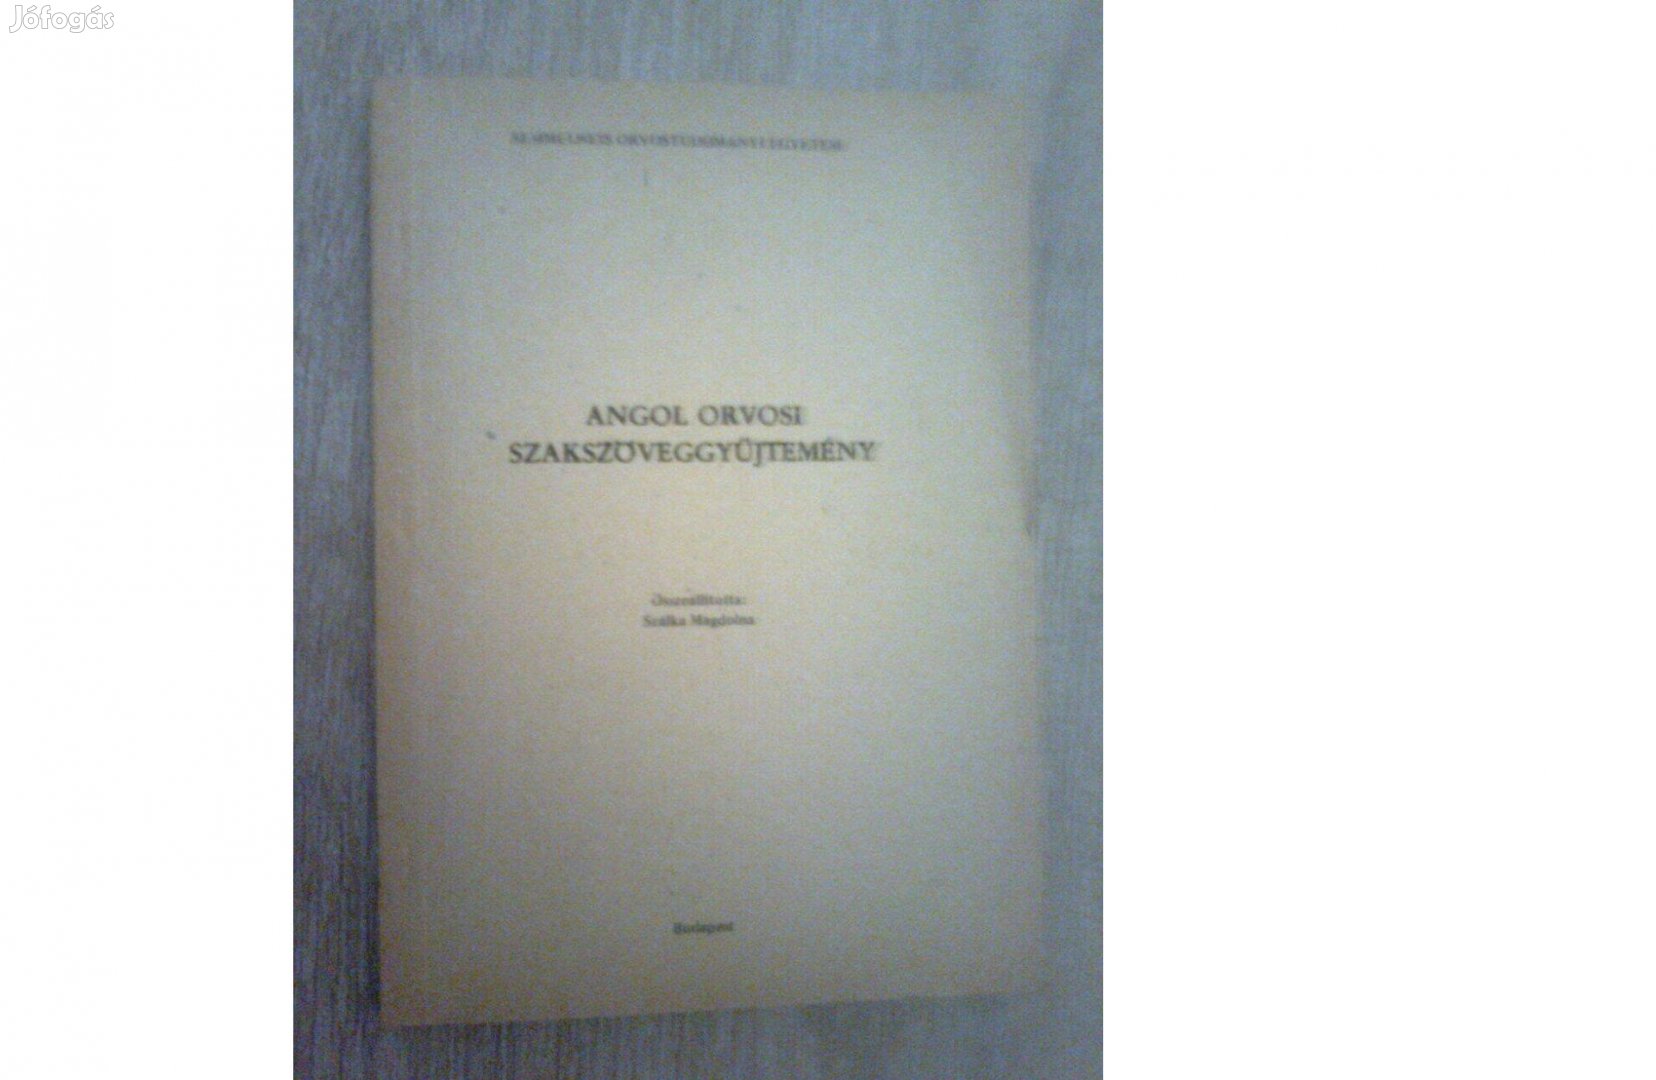 Jófogás
SEMMELWEIS ORVOSTUDOMÁNYI EGYETEM
ANGOL ORVOSI
SZAKSZÖVEGGYŰJTEMÉNY
Összeállította:
Szálka Magdolna
Budapest